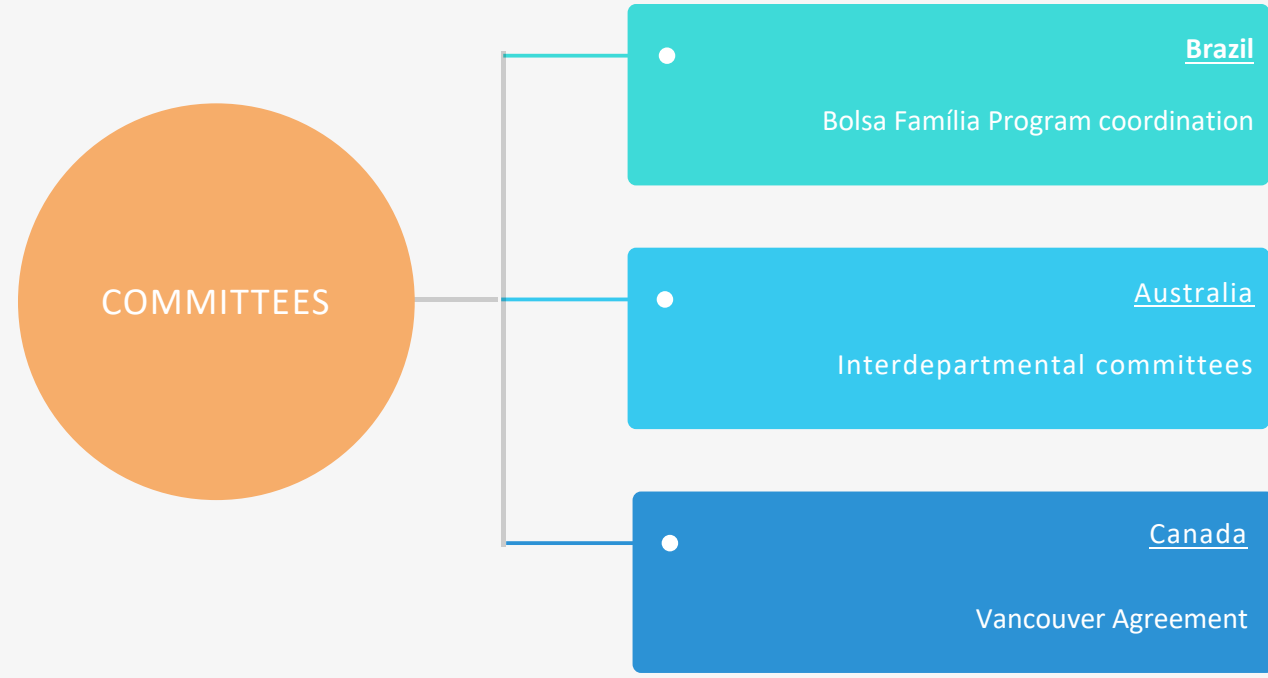 COMMITTEES
Brazil
Bolsa Família Program coordination
Australia
Interdepartmental committees
Canada
Vancouver Agreement